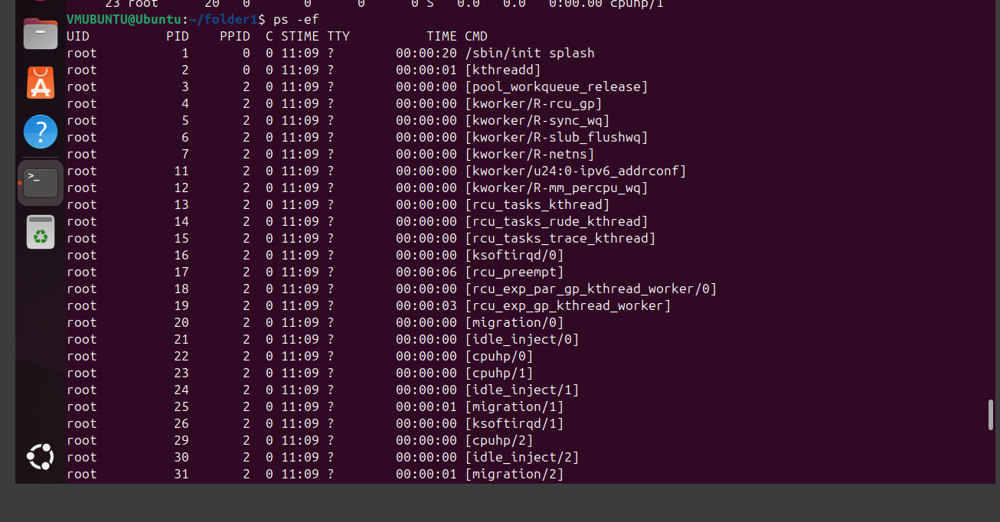 23 root 20 0 0 0 0 S 0.0 0.0 0:00.00 cpuhp/1
VMUBUNTU@Ubuntu:~/folder1$ ps -ef
UID PID PPID C STIME TTY TIME CMD
root 1 0 0 11:09 ? 00:00:20 /sbin/init splash
root 2 0 0 11:09 ? 00:00:01 [kthreadd]
root 3 2 0 11:09 ? 00:00:00 [pool_workqueue_release]
root 4 2 0 11:09 ? 00:00:00 [kworker/R-rcu_gp]
root 5 2 0 11:09 ? 00:00:00 [kworker/R-sync_wq]
root 6 2 0 11:09 ? 00:00:00 [kworker/R-slub_flushwq]
root 7 2 0 11:09 ? 00:00:00 [kworker/R-netns]
root 11 2 0 11:09 ? 00:00:00 [kworker/u24:0-ipv6_addrconf]
root 12 2 0 11:09 ? 00:00:00 [kworker/R-mm_percpu_wq]
root 13 2 0 11:09 ? 00:00:00 [rcu_tasks_kthread]
root 14 2 0 11:09 ? 00:00:00 [rcu_tasks_rude_kthread]
root 15 2 0 11:09 ? 00:00:00 [rcu_tasks_trace_kthread]
root 16 2 0 11:09 ? 00:00:00 [ksoftirqd/0]
root 17 2 0 11:09 ? 00:00:06 [rcu_preempt]
root 18 2 0 11:09 ? 00:00:00 [rcu_exp_par_gp_kthread_worker/0]
root 19 2 0 11:09 ? 00:00:03 [rcu_exp_gp_kthread_worker]
root 20 2 0 11:09 ? 00:00:00 [migration/0]
root 21 2 0 11:09 ? 00:00:00 [idle_inject/0]
root 22 2 0 11:09 ? 00:00:00 [cpuhp/0]
root 23 2 0 11:09 ? 00:00:00 [cpuhp/1]
root 24 2 0 11:09 ? 00:00:00 [idle_inject/1]
root 25 2 0 11:09 ? 00:00:01 [migration/1]
root 26 2 0 11:09 ? 00:00:00 [ksoftirqd/1]
root 29 2 0 11:09 ? 00:00:00 [cpuhp/2]
root 30 2 0 11:09 ? 00:00:00 [idle_inject/2]
root 31 2 0 11:09 ? 00:00:01 [migration/2]